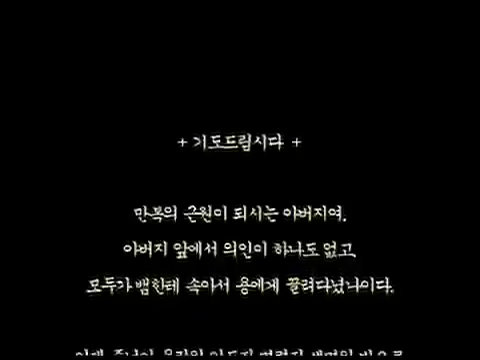 + 기도드림시다 +
만복의 근원이 되시는 아버지여.
아버지 앞에서 의인이 하나도 없고,
모두가 뱀한테 속아서 용에게 끌려다녔나이다.